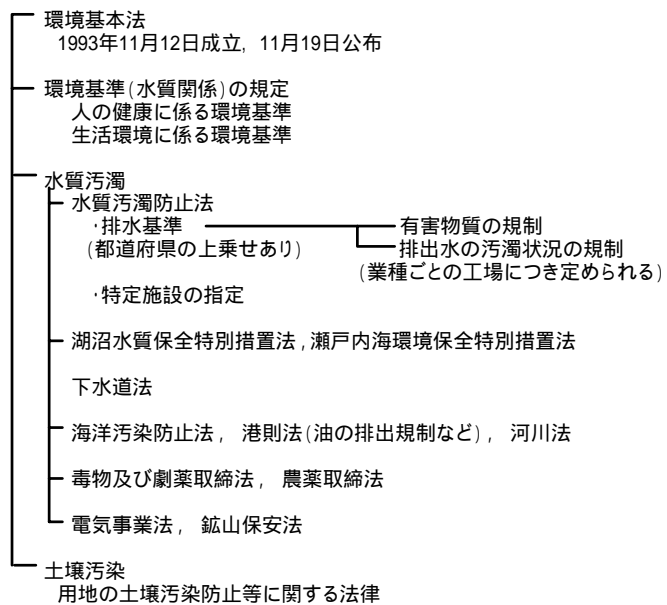 環境基本法
1993年11月12日成立, 11月19日公布
環境基準(水質関係)の規定
人の健康に係る環境基準
生活環境に係る環境基準
水質汚濁
水質汚濁防止法
・排水基準
有害物質の規制
(都道府県の上乗せあり)
排出水の汚濁状況の規制
(業種ごとの工場につき定められる)
・特定施設の指定
湖沼水質保全特別措置法,瀬戸内海環境保全特別措置法
下水道法
海洋汚染防止法, 港則法(油の排出規制など), 河川法
毒物及び劇薬取締法, 農薬取締法
電気事業法, 鉱山保安法
土壌汚染
用地の土壌汚染防止等に関する法律